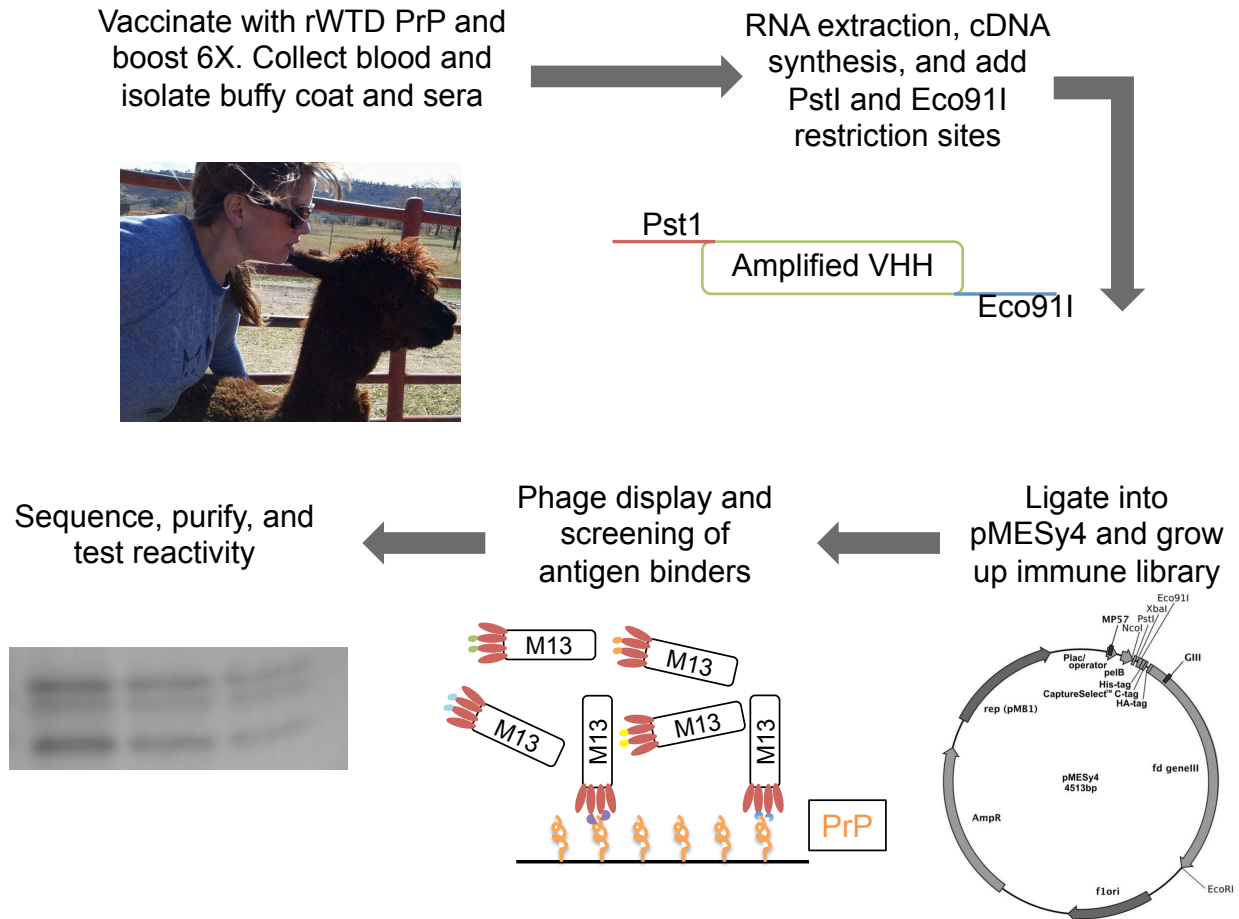 Vaccinate with rWTD PrP and
boost 6X. Collect blood and
isolate buffy coat and sera
RNA extraction, cDNA
synthesis, and add
PstI and Eco91I
restriction sites
Pst1
Amplified VHH
Eco91I
Sequence, purify, and
test reactivity
Phage display and
screening of
antigen binders
Ligate into
pMESy4 and grow
up immune library
M13
M13
M13
M13
M13
M13
PrP
Eco91I
XbaI
PstI
NcoI
MP57
GIII
Plac/
operator
pelB
His-tag
CaptureSelect™ C-tag
HA-tag
rep (pMB1)
fd geneIII
pMESy4
4513bp
AmpR
EcoRI
f1ori